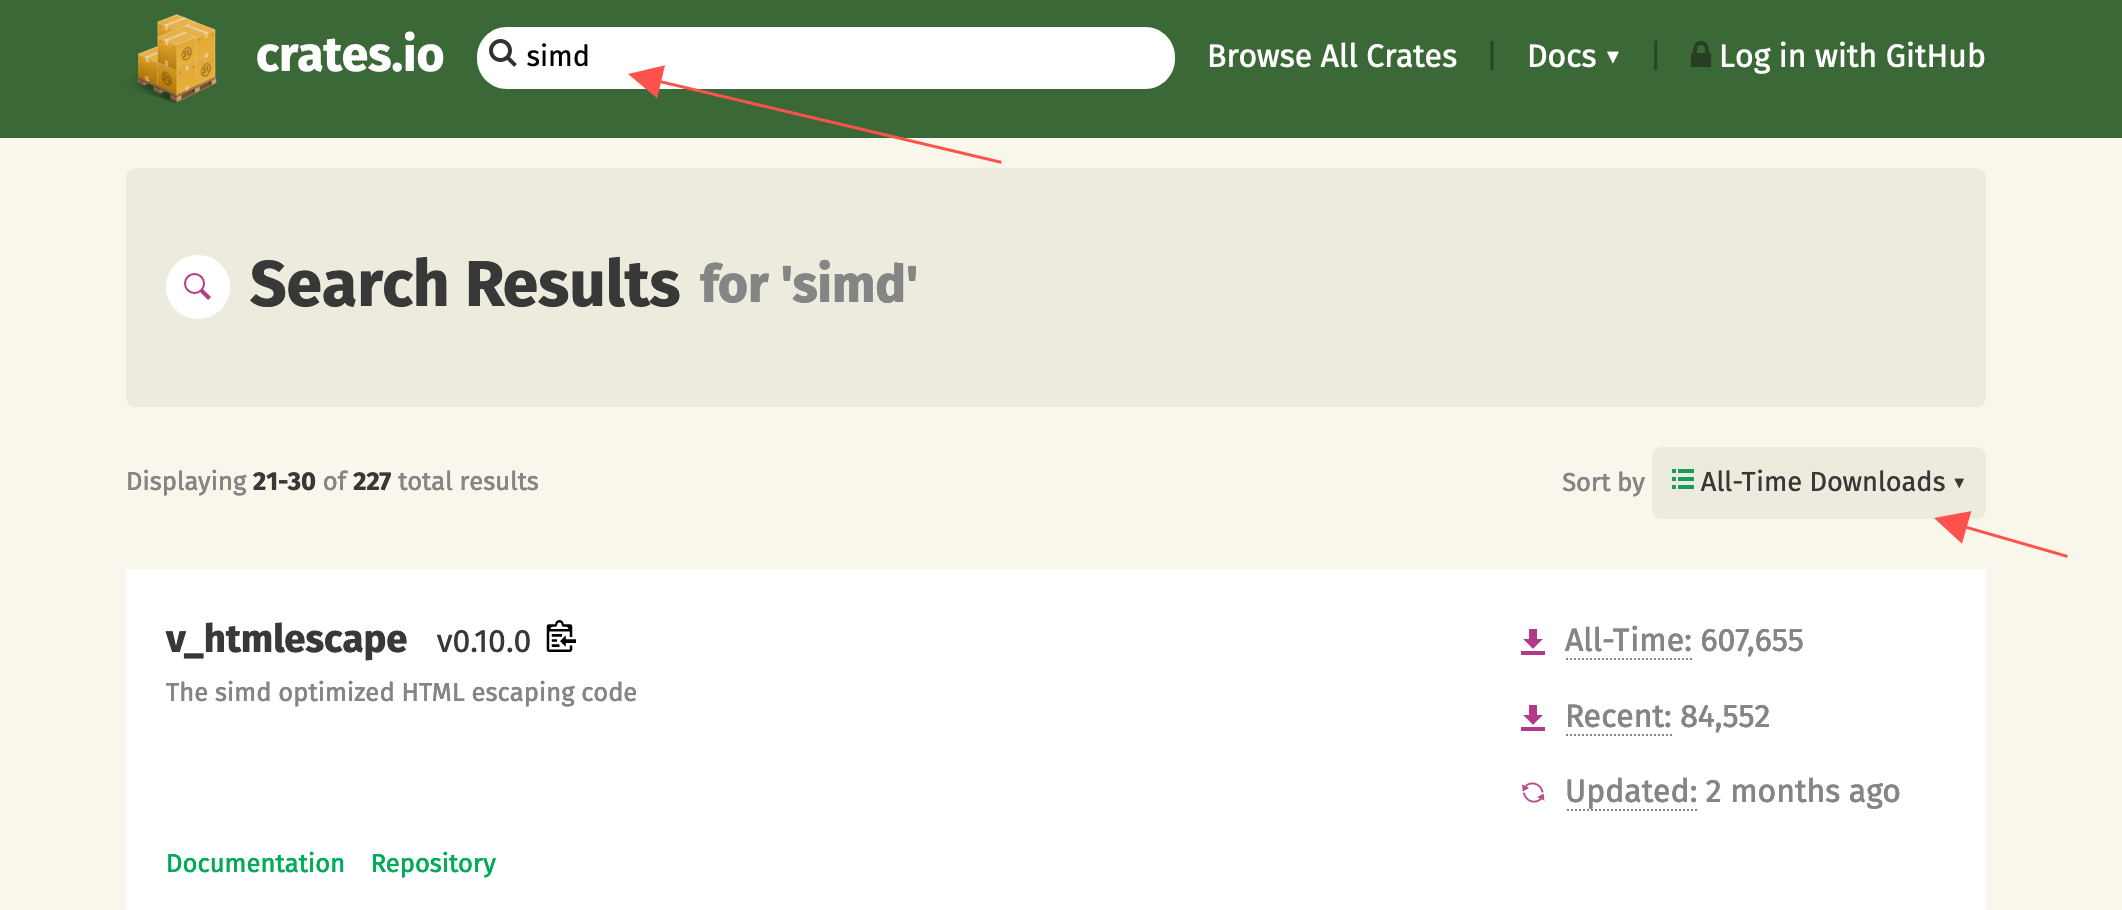 crates.io simd Browse All Crates Docs ▾ Log in with GitHub
Search Results for 'simd'
Displaying 21-30 of 227 total results Sort by All-Time Downloads ▾
v_htmlescape v0.10.0 All-Time: 607,655
The simd optimized HTML escaping code
Recent: 84,552
Updated: 2 months ago
Documentation Repository